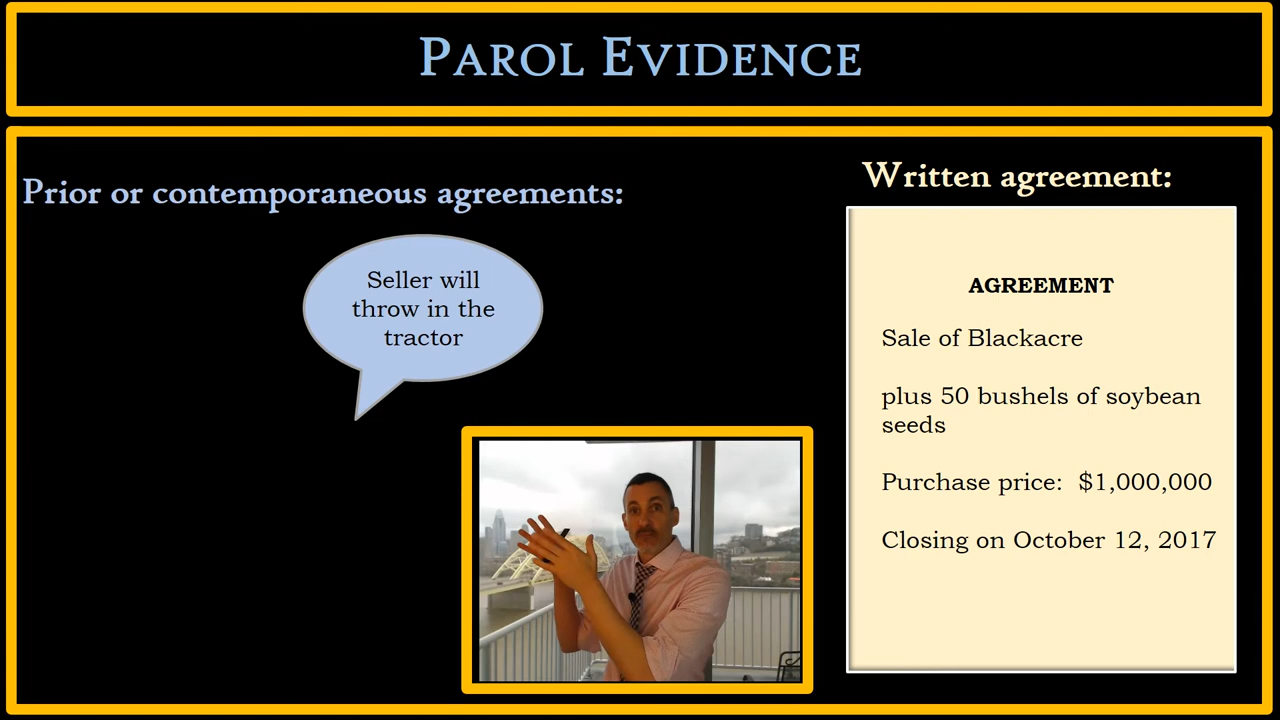 PAROL EVIDENCE
Prior or contemporaneous agreements:
Seller will
throw in the
tractor
Written agreement:
AGREEMENT
Sale of Blackacre
plus 50 bushels of soybean
seeds
Purchase price: $1,000,000
Closing on October 12, 2017